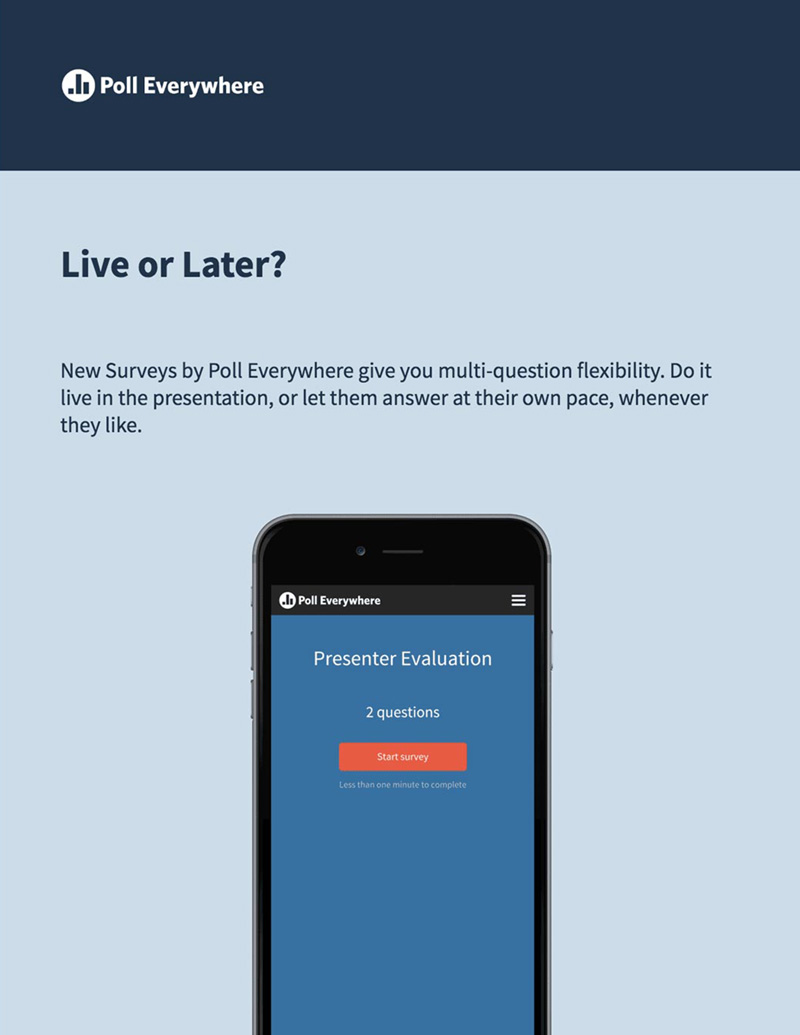 Poll Everywhere
Live or Later?
New Surveys by Poll Everywhere give you multi-question flexibility. Do it
live in the presentation, or let them answer at their own pace, whenever
they like.
Poll Everywhere
Presenter Evaluation
2 questions
Start survey
Less than one minute to complete